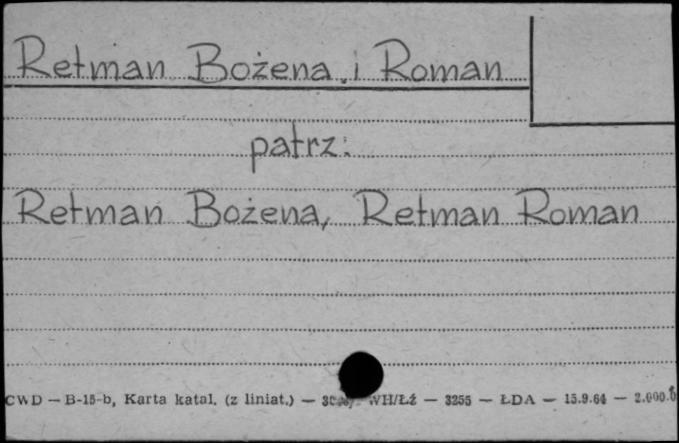 Retman Bożena i Roman
patrz:
Retman Bożena, Retman Roman
CWD — B-15-b, Karta katal. (z liniat.) — WH/Łź — 3255 — ŁDA — 15.9.64 — 2.000.0